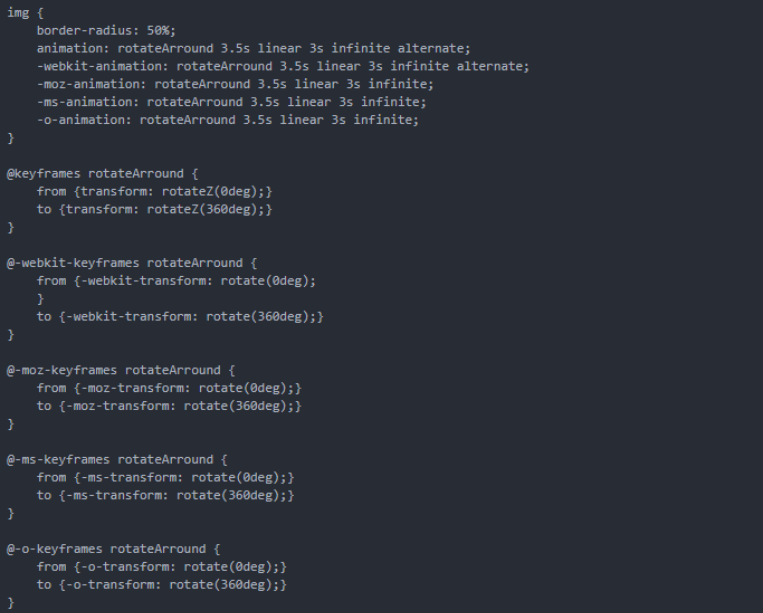 img {
    border-radius: 50%;
    animation: rotateArround 3.5s linear 3s infinite alternate;
    -webkit-animation: rotateArround 3.5s linear 3s infinite alternate;
    -moz-animation: rotateArround 3.5s linear 3s infinite;
    -ms-animation: rotateArround 3.5s linear 3s infinite;
    -o-animation: rotateArround 3.5s linear 3s infinite;
}

@keyframes rotateArround {
    from {transform: rotateZ(0deg);}
    to {transform: rotateZ(360deg);}
}

@-webkit-keyframes rotateArround {
    from {-webkit-transform: rotate(0deg);
    }
    to {-webkit-transform: rotate(360deg);}
}

@-moz-keyframes rotateArround {
    from {-moz-transform: rotate(0deg);}
    to {-moz-transform: rotate(360deg);}
}

@-ms-keyframes rotateArround {
    from {-ms-transform: rotate(0deg);}
    to {-ms-transform: rotate(360deg);}
}

@-o-keyframes rotateArround {
    from {-o-transform: rotate(0deg);}
    to {-o-transform: rotate(360deg);}
}